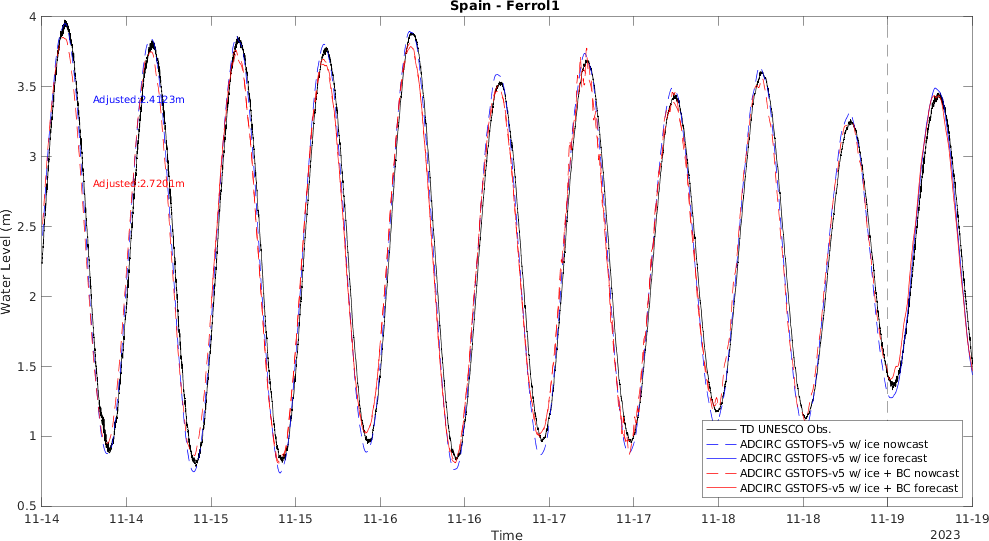 Spain - Ferrol1
4
3.5
3
2.5
2
1.5
1
0.5
Water Level (m)
Adjusted:2.4123m
Adjusted:2.7201m
TD UNESCO Obs.
ADCIRC GSTOFS-v5 w/ ice nowcast
ADCIRC GSTOFS-v5 w/ ice forecast
ADCIRC GSTOFS-v5 w/ ice + BC nowcast
ADCIRC GSTOFS-v5 w/ ice + BC forecast
11-14 11-14 11-15 11-15 11-16 11-16 11-17 11-17 11-18 11-18 11-19 11-19
Time
2023